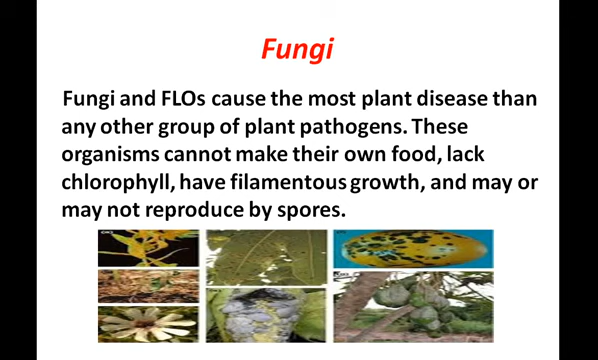 Fungi
Fungi and FLOs cause the most plant disease than
any other group of plant pathogens. These
organisms cannot make their own food, lack
chlorophyll, have filamentous growth, and may or
may not reproduce by spores.